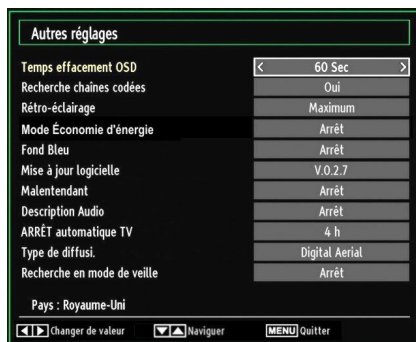 Autres réglages
Temps effacement OSD < 60 Sec >
Recherche chaînes codées Oui
Rétro-éclairage Maximum
Mode Économie d'énergie Arrêt
Fond Bleu Arrêt
Mise à jour logicielle V.0.2.7
Malentendant Arrêt
Description Audio Arrêt
ARRÊT automatique TV 4 h
Type de diffusi. Digital Aerial
Recherche en mode de veille Arrêt
Pays : Royaume-Uni
Changer de valeur Naviguer MENU Quitter